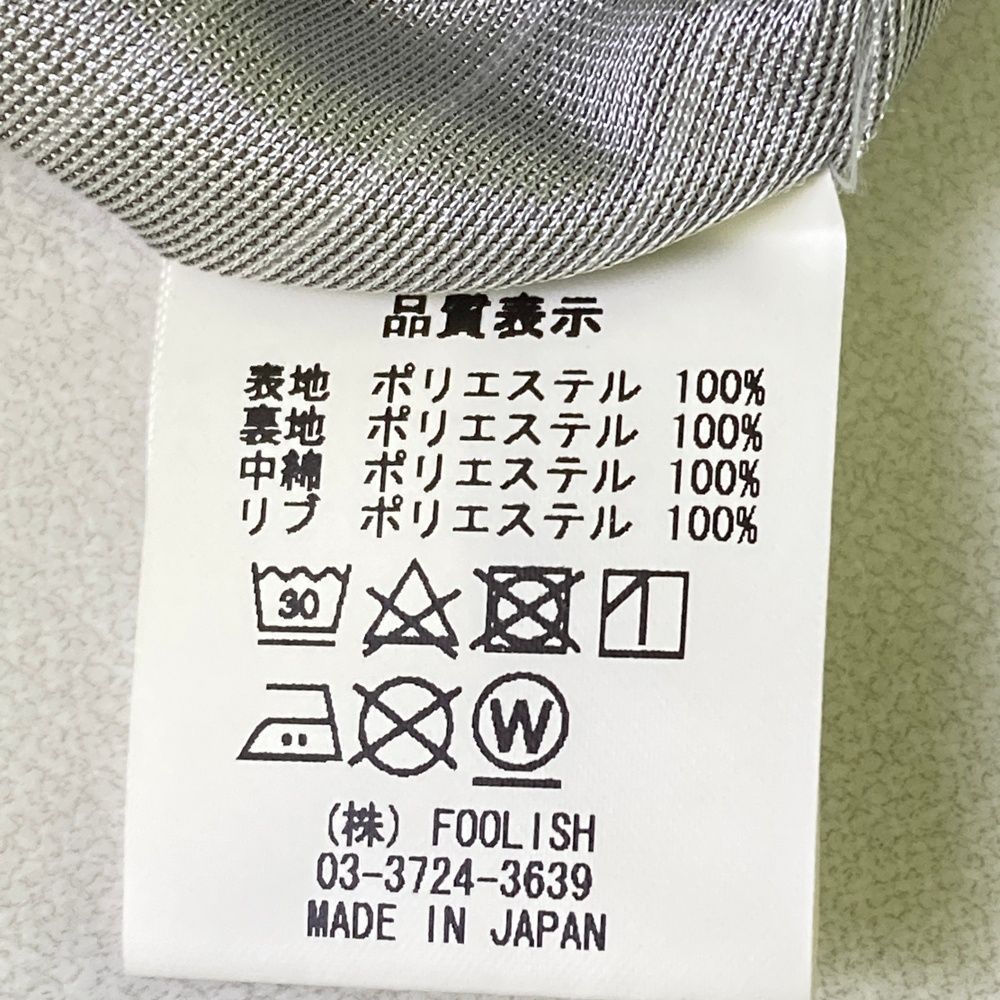 品質表示
表地 ポリエステル 100%
裏地 ポリエステル 100%
中綿 ポリエステル 100%
リブ ポリエステル 100%
30
W
(株) FOOLISH
03-3724-3639
MADE IN JAPAN